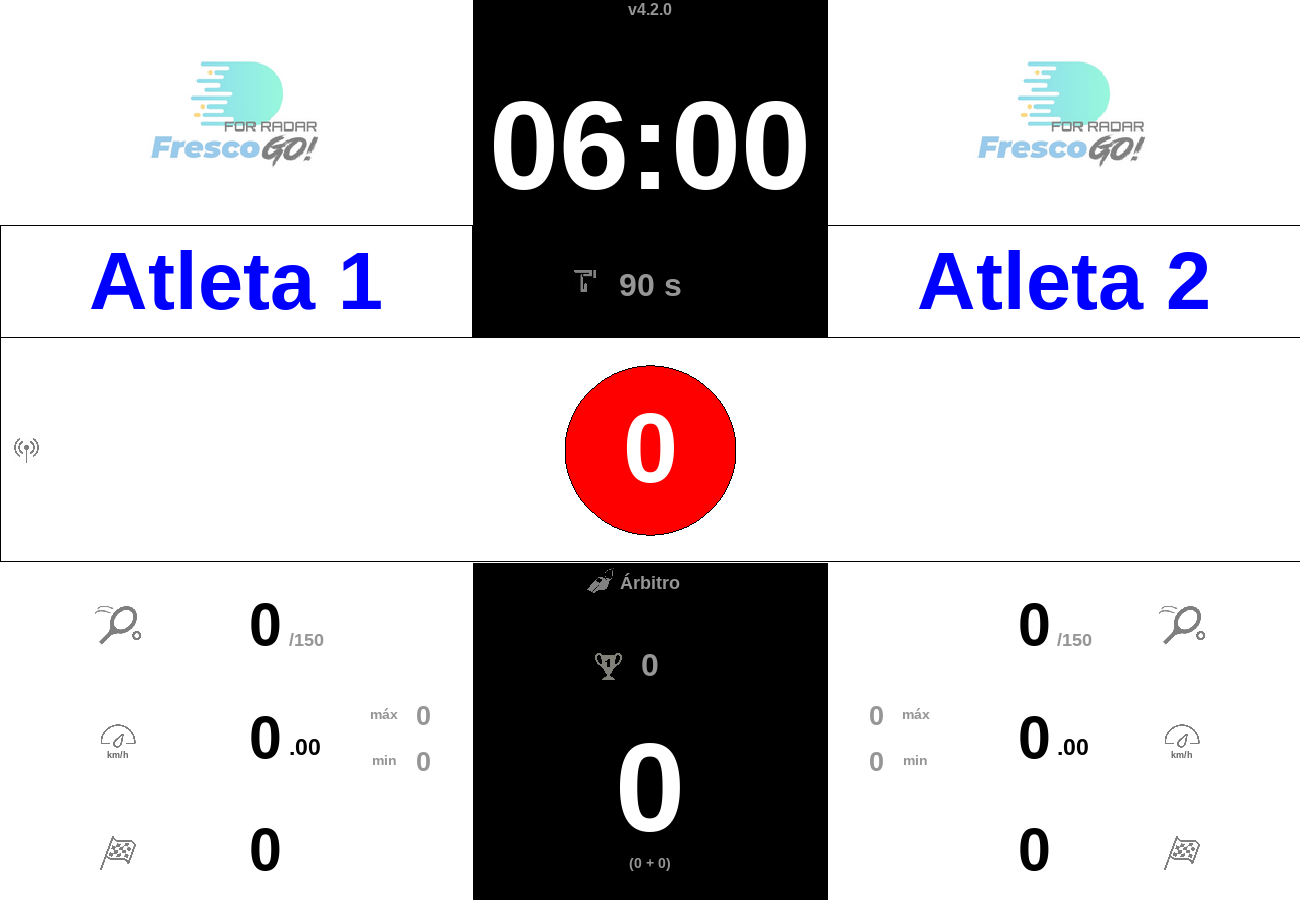 v4.2.0
FOR RADAR
FrescoGO!
06:00
FOR RADAR
FrescoGO!
Atleta 1
90 s
Atleta 2
0
Árbitro
0 /150
0
0 /150
máx 0
0 .00
min 0
0
0 máx
0 .00
0 min
km/h
km/h
0
(0 + 0)
0
1